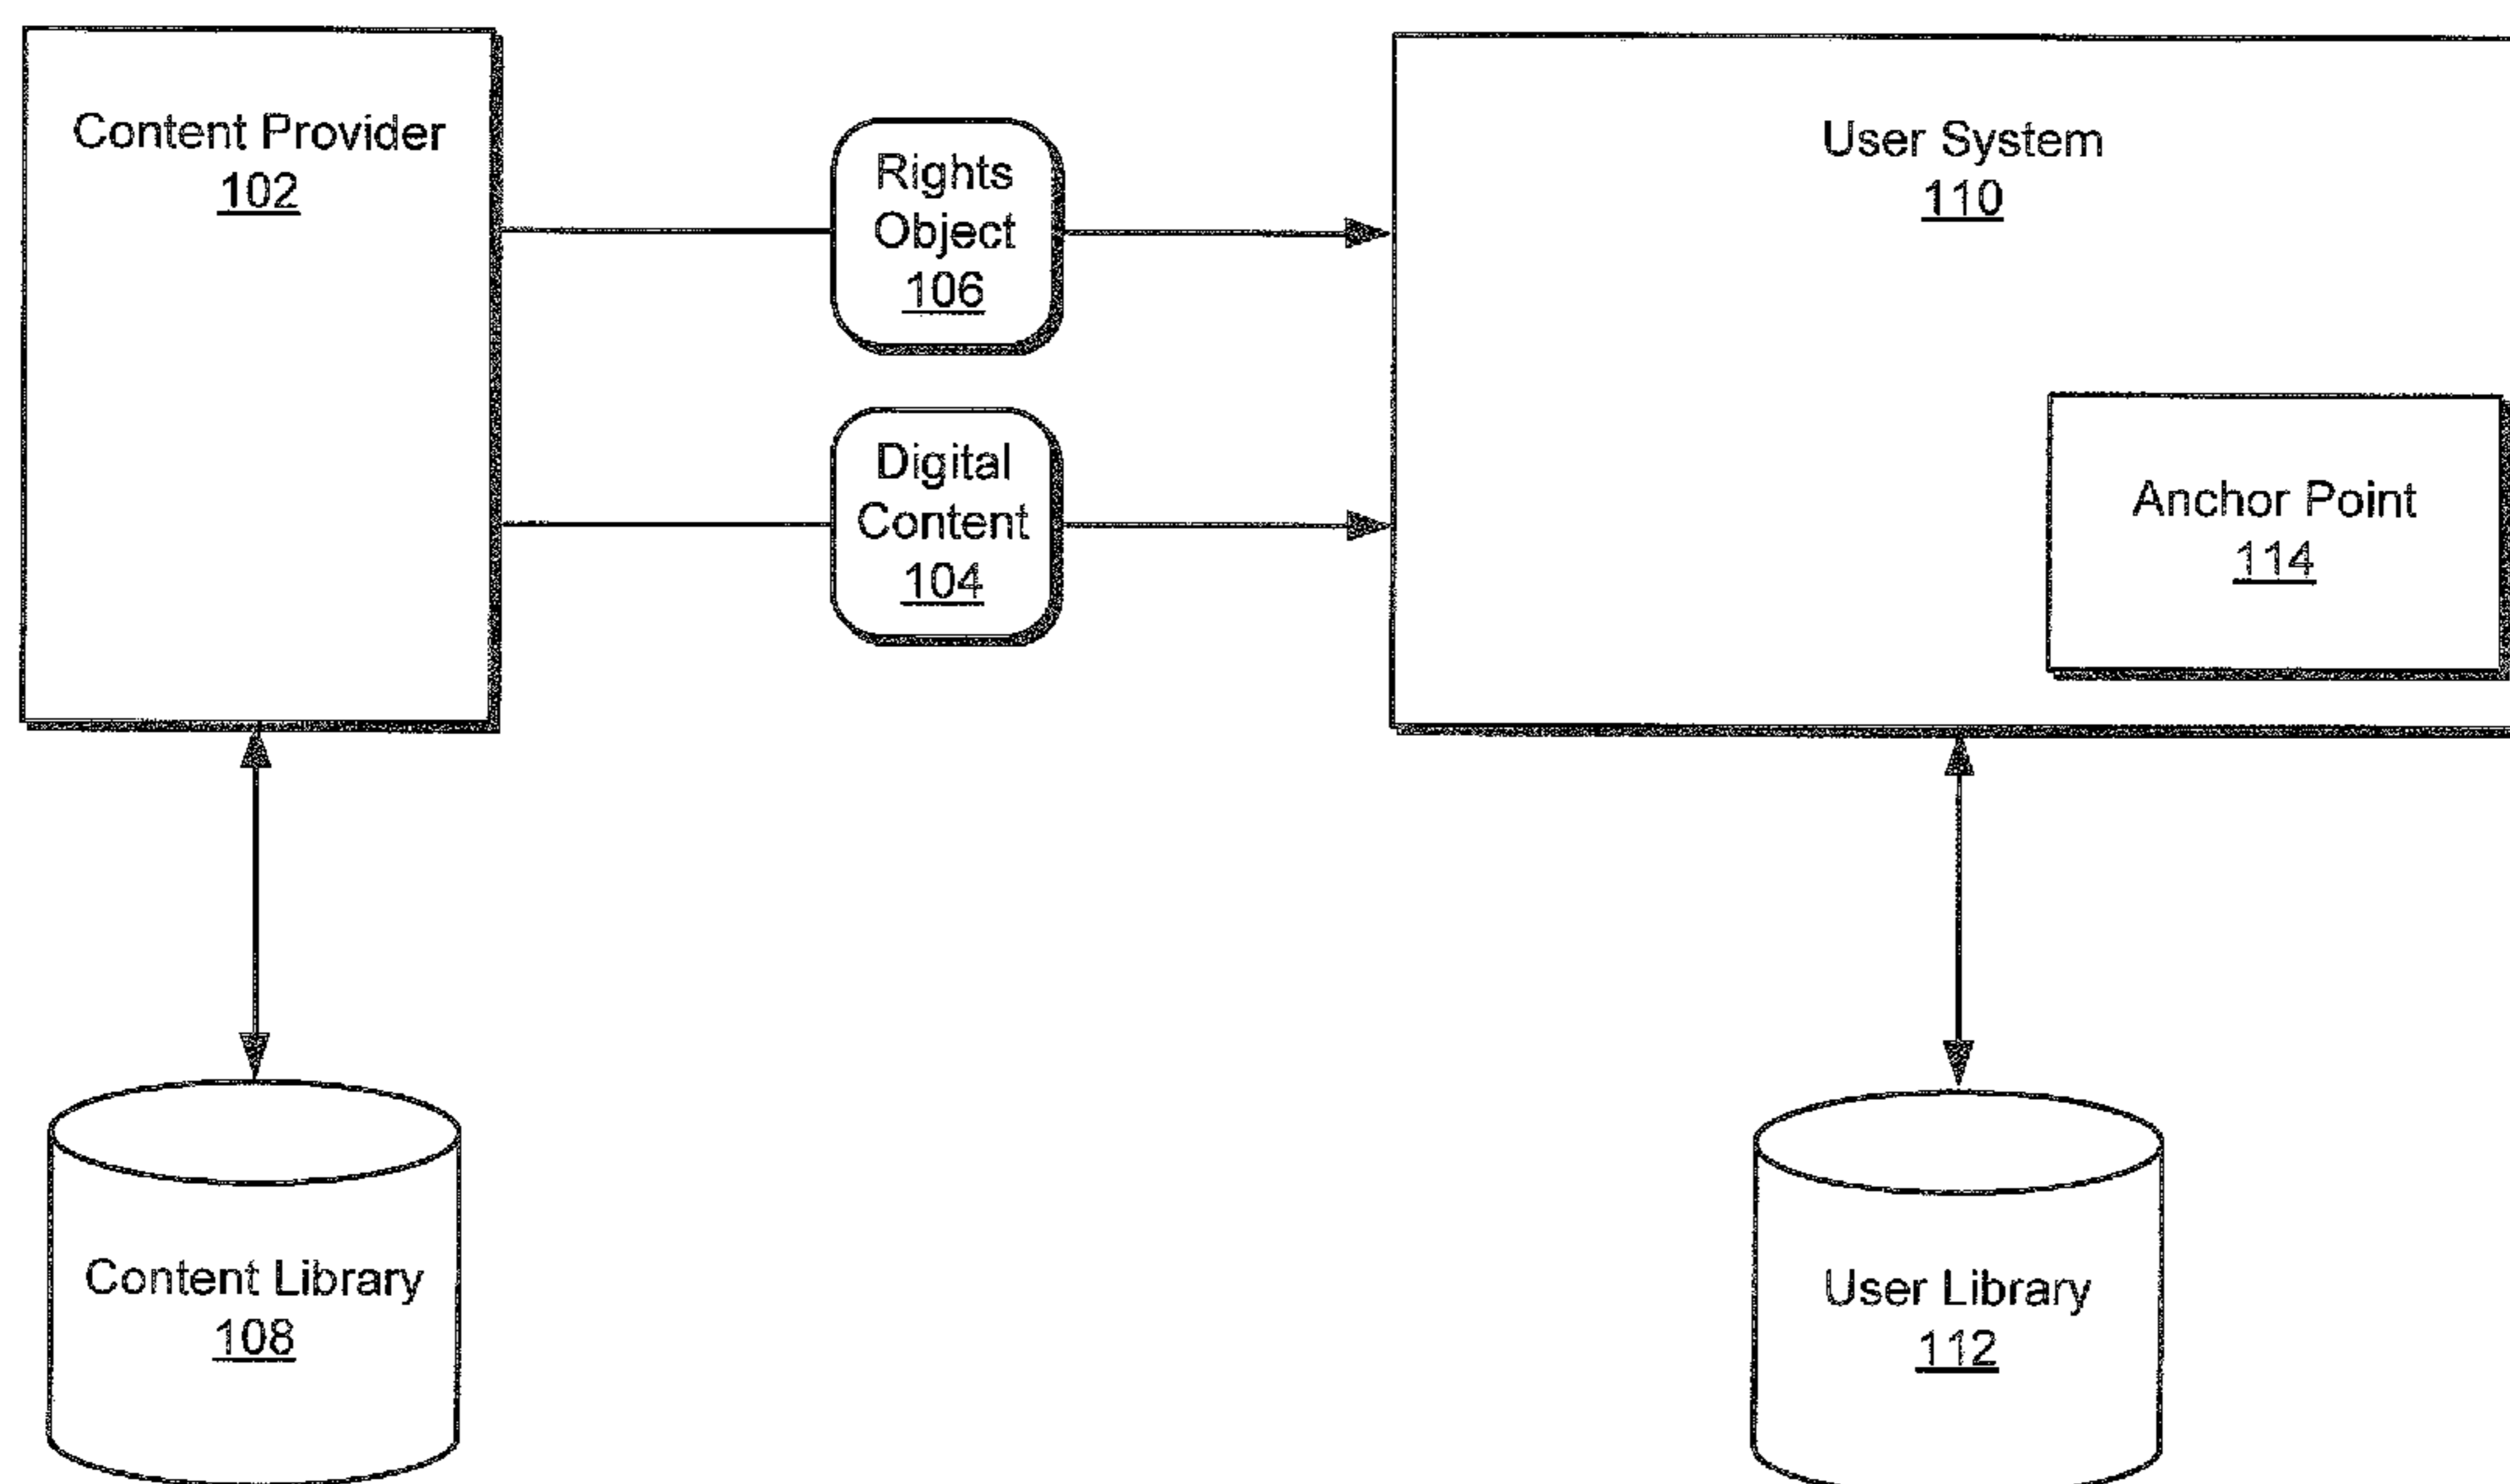 Content Provider
102
Rights
Object
106
Digital
Content
104
User System
110
Anchor Point
114
Content Library
108
User Library
112